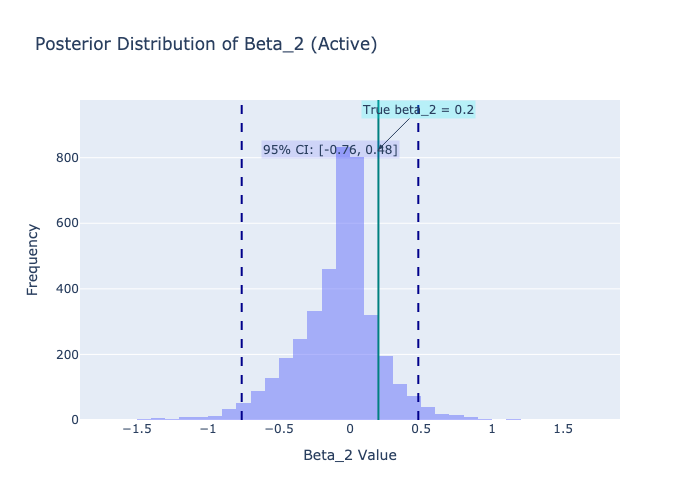 Posterior Distribution of Beta_2 (Active)
True beta_2 = 0.2
95% CI: [-0.76, 0.48]
800
600
400
200
0
Frequency
−1.5 −1 −0.5 0 0.5 1 1.5
Beta_2 Value